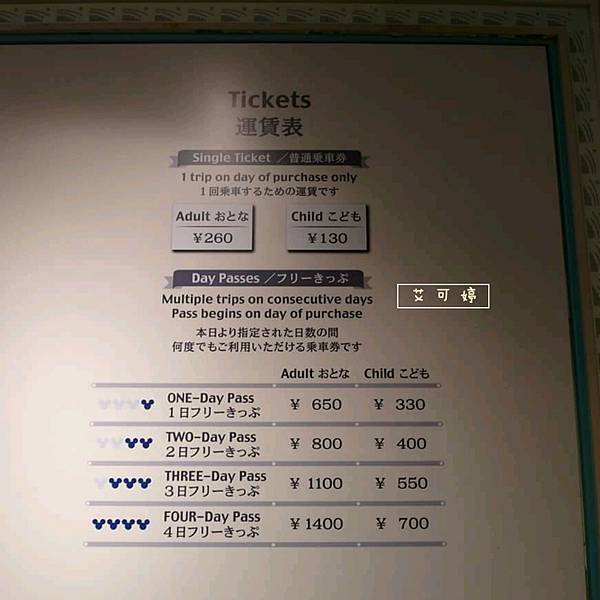 Tickets
運賃表
Single Ticket ／普通乗車券
1 trip on day of purchase only
1回乗車するための運賃です
Adult おとな Child こども
￥260 ￥130
Day Passes／フリーきっぷ
Multiple trips on consecutive days
Pass begins on day of purchase
艾可婷
本日より指定された日数の間
何度でもご利用いただける乗車券です
Adult おとな Child こども
ONE-Day Pass
1日フリーきっぷ
￥ 650 ￥ 330
TWO-Day Pass
2日フリーきっぷ
￥ 800 ￥ 400
THREE-Day Pass
3日フリーきっぷ
￥1100 ￥ 550
FOUR-Day Pass
4日フリーきっぷ
￥1400 ￥ 700